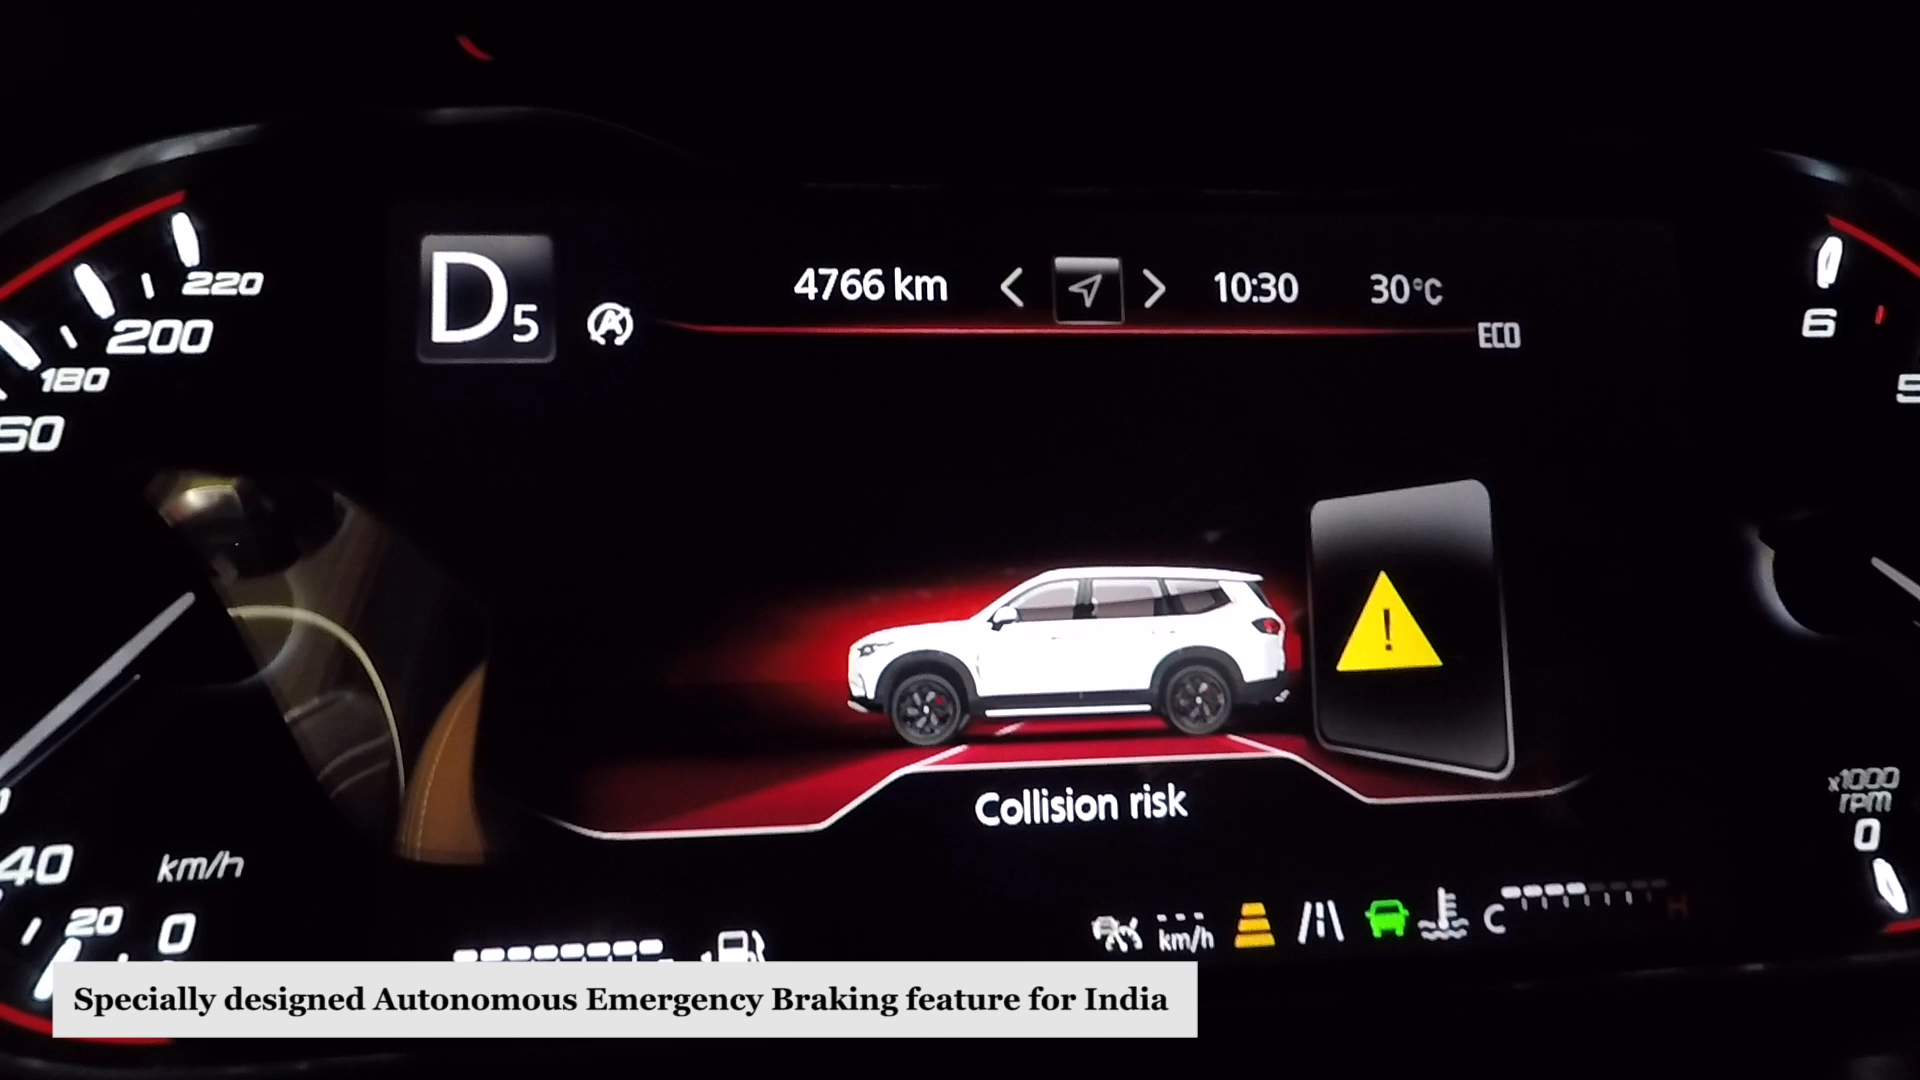 D5
4766 km
10:30
30°C
ECO
220
200
180
6
Collision risk
x1000
rpm
0
40
km/h
20
0
km/h
C
H
Specially designed Autonomous Emergency Braking feature for India